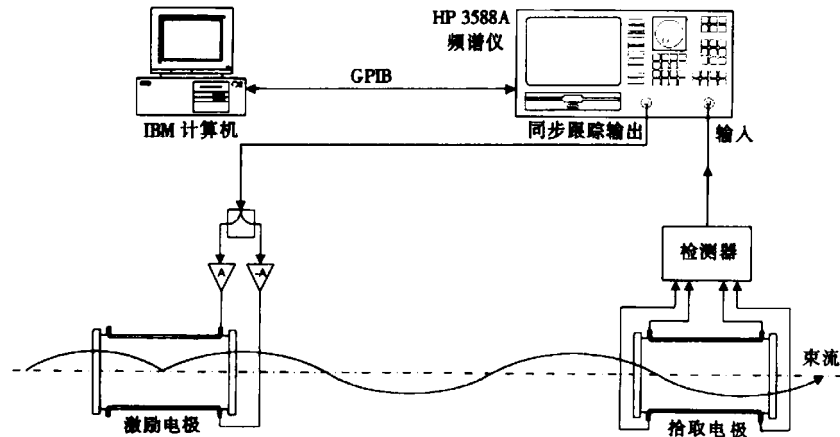 HP 3588A
频谱仪
GPIB
IBM 计算机
同步跟踪输出
输入
检测器
A
-A
束流
激励电极
拾取电极